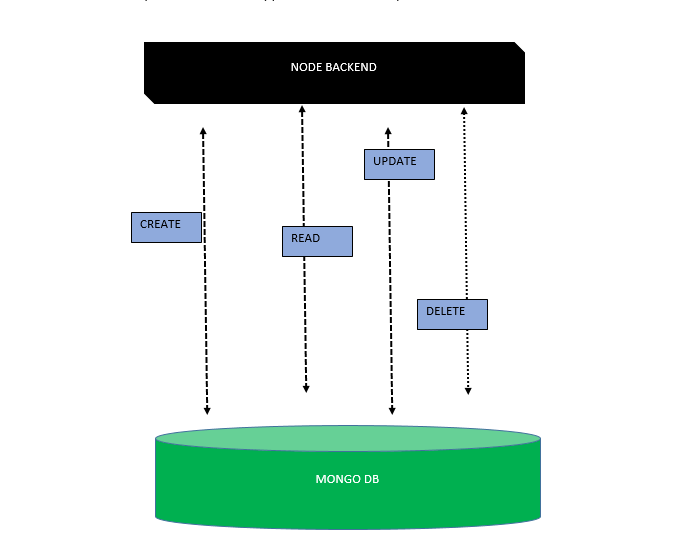 NODE BACKEND
UPDATE
CREATE
READ
DELETE
MONGO DB